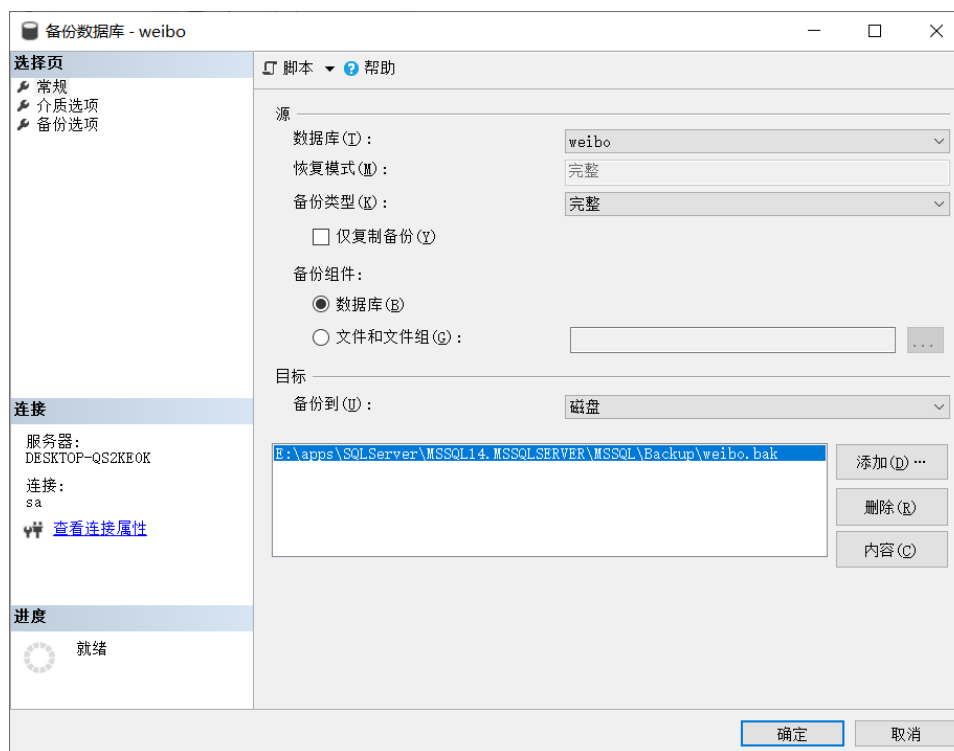 备份数据库 - weibo
选择页
常规
介质选项
备份选项
脚本 帮助
源
数据库(T): weibo
恢复模式(M): 完整
备份类型(K): 完整
仅复制备份(Y)
备份组件:
数据库(B)
文件和文件组(G): ...
目标
备份到(U): 磁盘
E:\apps\SQLServer\MSSQL14.MSSQLSERVER\MSSQL\Backup\weibo.bak
添加(D)…
删除(R)
内容(C)
连接
服务器:
DESKTOP-QS2KE0K
连接:
sa
查看连接属性
进度
就绪
确定 取消